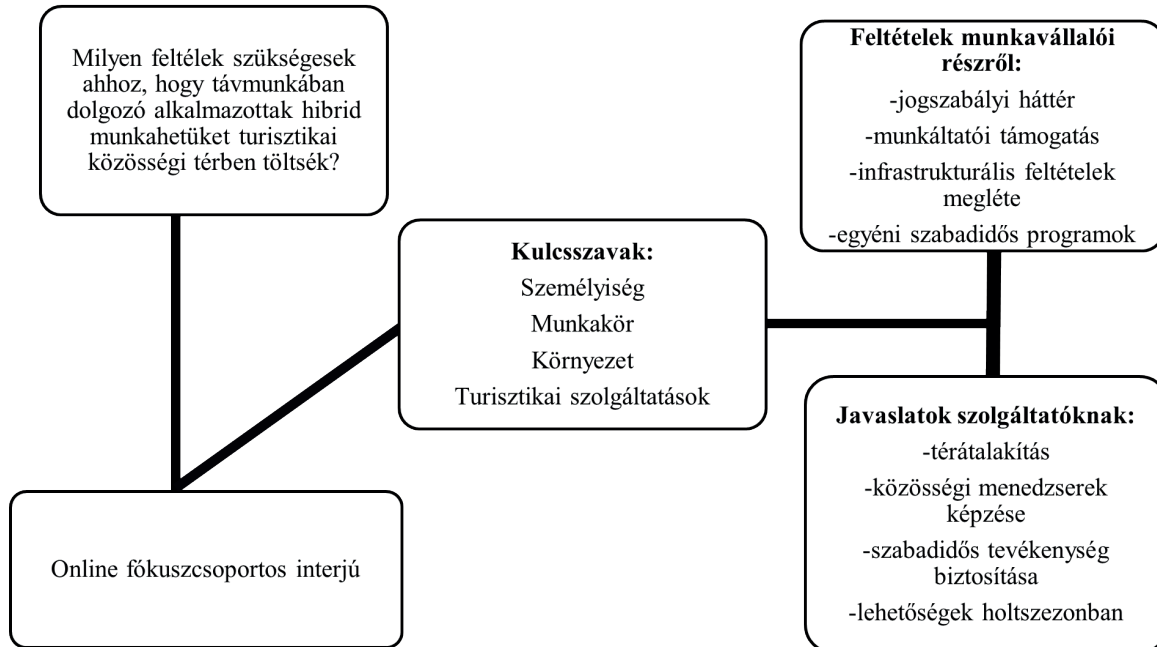 Milyen feltélek szükségesek
ahhoz, hogy távmunkában
dolgozó alkalmazottak hibrid
munkahetüket turisztikai
közösségi térben töltsék?
Online fókuszcsoportos interjú
Kulcsszavak:
Személyiség
Munkakör
Környezet
Turisztikai szolgáltatások
Feltételek munkavállalói
részről:
-jogszabályi háttér
-munkáltatói támogatás
-infrastrukturális feltételek
megléte
-egyéni szabadidős programok
Javaslatok szolgáltatóknak:
-térátalakítás
-közösségi menedzserek
képzése
-szabadidős tevékenység
biztosítása
-lehetőségek holtszezonban